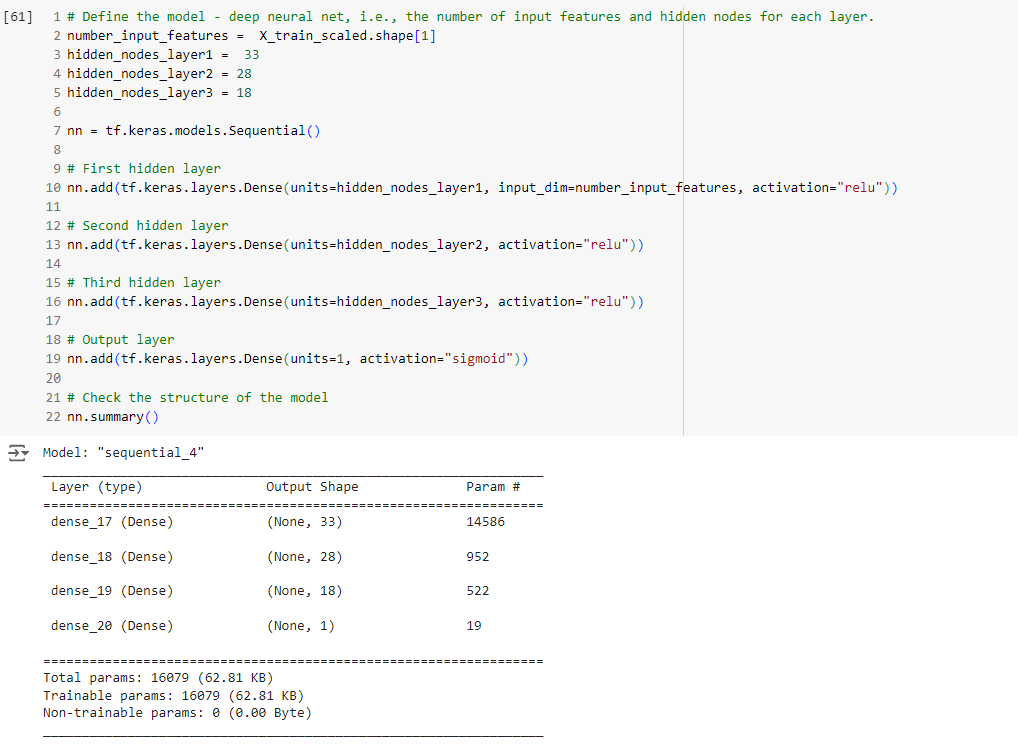 [61] 1 # Define the model - deep neural net, i.e., the number of input features and hidden nodes for each layer.
2 number_input_features =  X_train_scaled.shape[1]
3 hidden_nodes_layer1 =  33
4 hidden_nodes_layer2 = 28
5 hidden_nodes_layer3 = 18
6
7 nn = tf.keras.models.Sequential()
8
9 # First hidden layer
10 nn.add(tf.keras.layers.Dense(units=hidden_nodes_layer1, input_dim=number_input_features, activation="relu"))
11
12 # Second hidden layer
13 nn.add(tf.keras.layers.Dense(units=hidden_nodes_layer2, activation="relu"))
14
15 # Third hidden layer
16 nn.add(tf.keras.layers.Dense(units=hidden_nodes_layer3, activation="relu"))
17
18 # Output layer
19 nn.add(tf.keras.layers.Dense(units=1, activation="sigmoid"))
20
21 # Check the structure of the model
22 nn.summary()
Model: "sequential_4"
Layer (type) Output Shape Param #
=================================================================
dense_17 (Dense) (None, 33) 14586
dense_18 (Dense) (None, 28) 952
dense_19 (Dense) (None, 18) 522
dense_20 (Dense) (None, 1) 19
=================================================================
Total params: 16079 (62.81 KB)
Trainable params: 16079 (62.81 KB)
Non-trainable params: 0 (0.00 Byte)